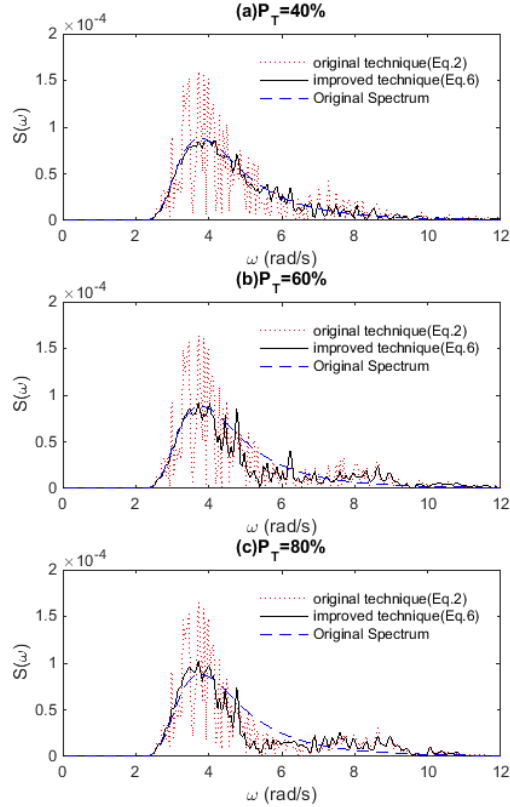 (a)P_T=40%
×10^-4
2
1.5
1
0.5
0
S(ω)
original technique(Eq.2)
improved technique(Eq.6)
Original Spectrum
0 2 4 6 8 10 12
ω (rad/s)
(b)P_T=60%
×10^-4
2
1.5
1
0.5
0
S(ω)
original technique(Eq.2)
improved technique(Eq.6)
Original Spectrum
0 2 4 6 8 10 12
ω (rad/s)
(c)P_T=80%
×10^-4
2
1.5
1
0.5
0
S(ω)
original technique(Eq.2)
improved technique(Eq.6)
Original Spectrum
0 2 4 6 8 10 12
ω (rad/s)